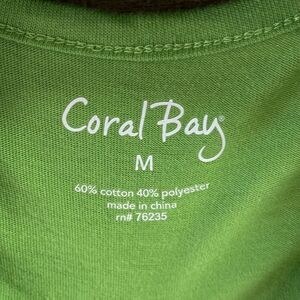 Coral Bay®
M
60% cotton 40% polyester
made in china
rn# 76235